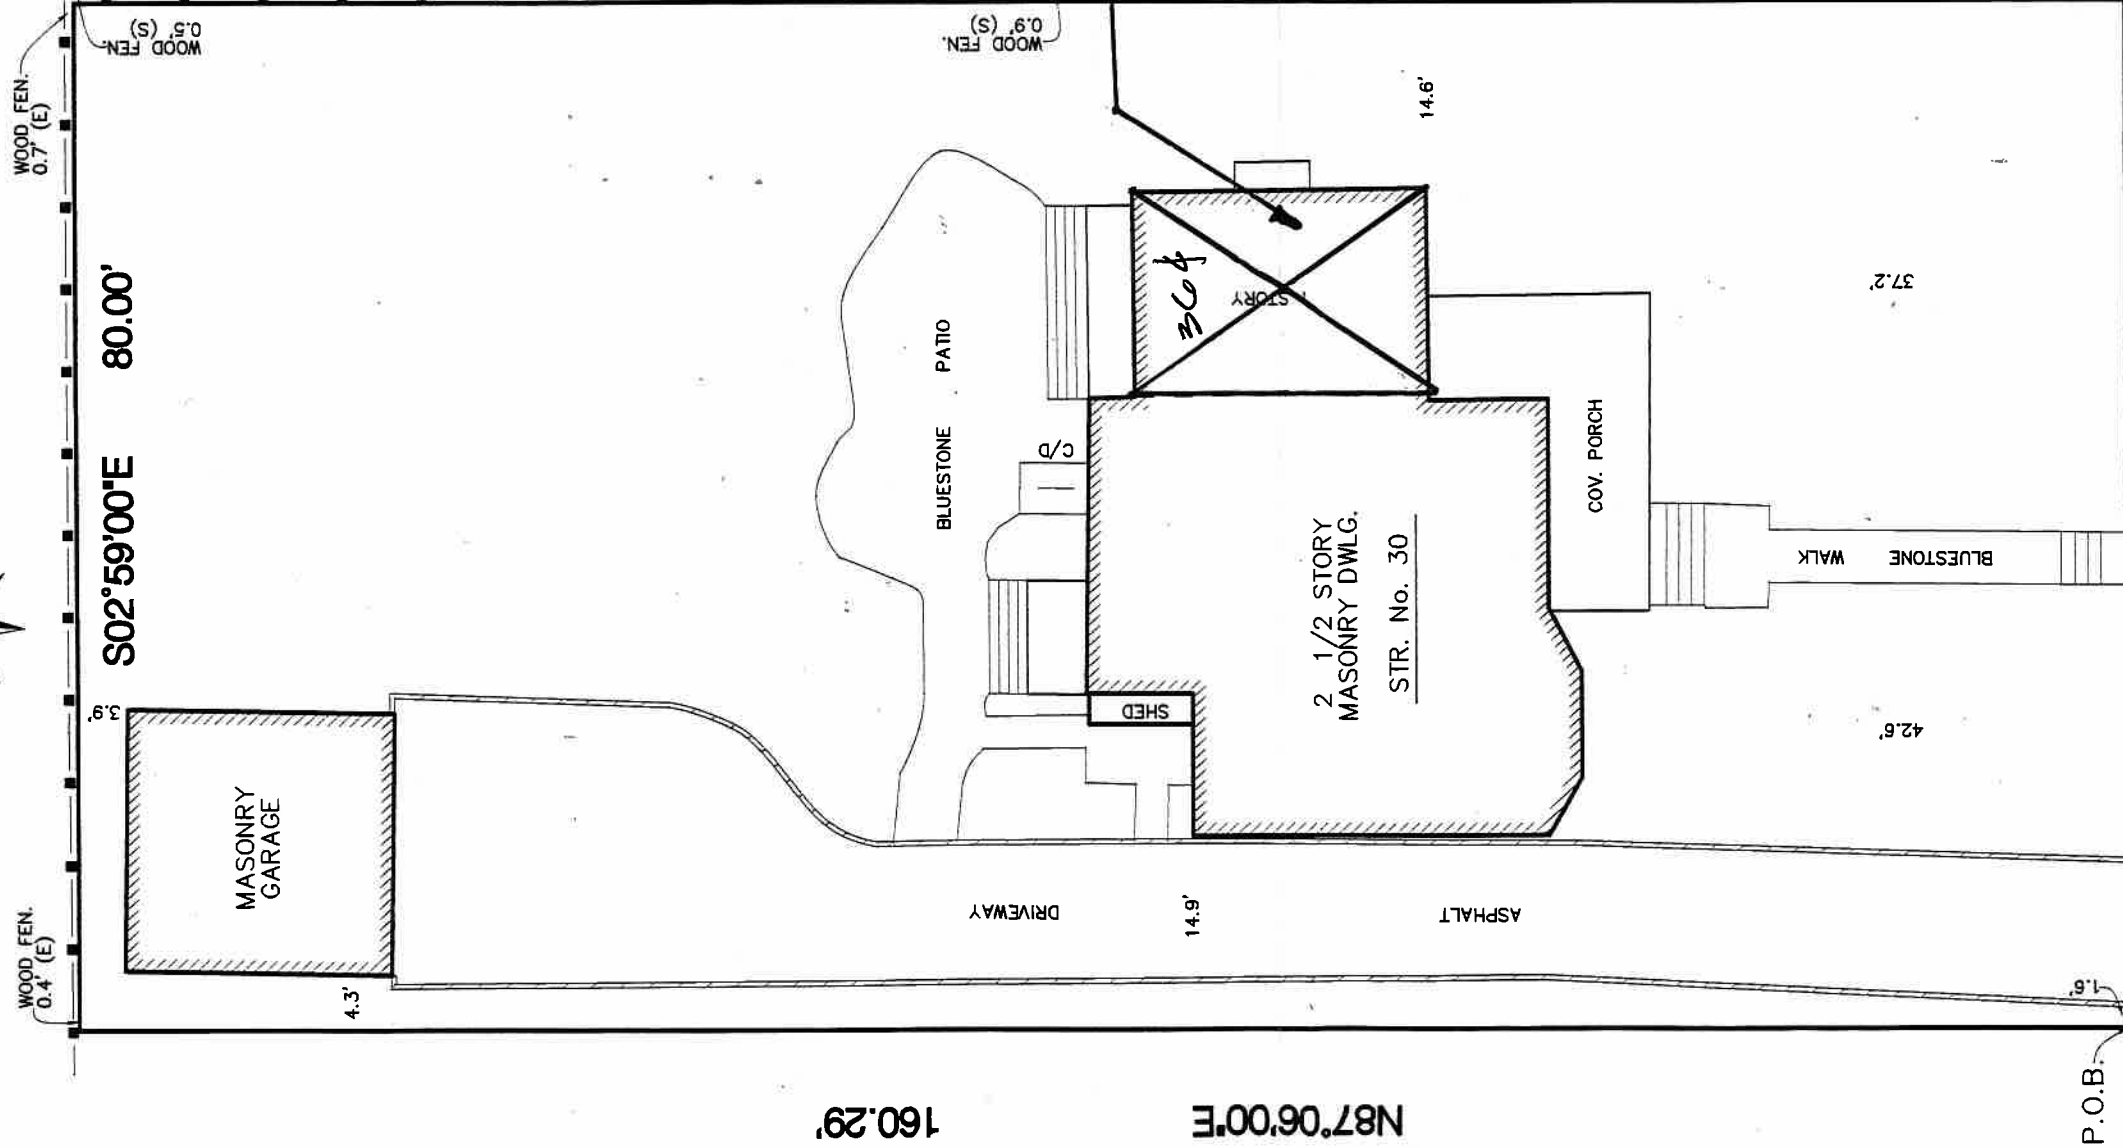 WOOD FEN.
0.7' (E)
WOOD FEN.
0.5' (S)
WOOD FEN.
0.9' (S)
14.6'
S02°59'00"E 80.00'
364
1 STORY
BLUESTONE PATIO
37.2'
C/D
COV. PORCH
2 1/2 STORY
MASONRY DWLG.
STR. No. 30
BLUESTONE WALK
3.9'
SHED
42.6'
MASONRY
GARAGE
WOOD FEN.
0.4' (E)
4.3'
DRIVEWAY
14.9'
ASPHALT
1.6'
P.O.B.
N87°06'00"E
160.29'